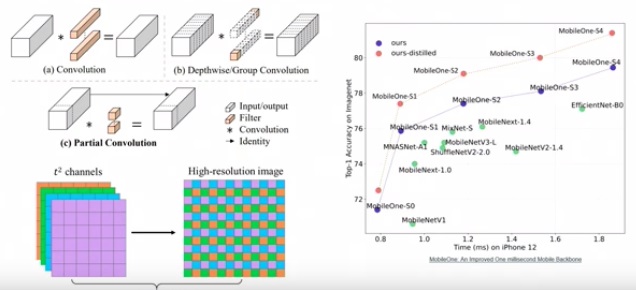 (a) Convolution
(b) Depthwise/Group Convolution
Input/output
Filter
* Convolution
Identity
(c) Partial Convolution
t² channels
High-resolution image
Top-1 Accuracy on Imagenet
80
78
76
74
72
ours
ours-distilled
MobileOne-S4
MobileOne-S3
MobileOne-S4
MobileOne-S2
MobileOne-S3
MobileOne-S1
MobileOne-S2
EfficientNet-B0
MobileOne-S1
MixNet-S
MobileNext-1.4
MNASNet-A1
MobileNetV3-L
ShuffleNetV2-2.0
MobileNetV2-1.4
MobileNext-1.0
MobileOne-S0
MobileNetV1
0.8
1.0
1.2
1.4
1.6
1.8
Time (ms) on iPhone 12
MobileOne: An Improved One millisecond Mobile Backbone